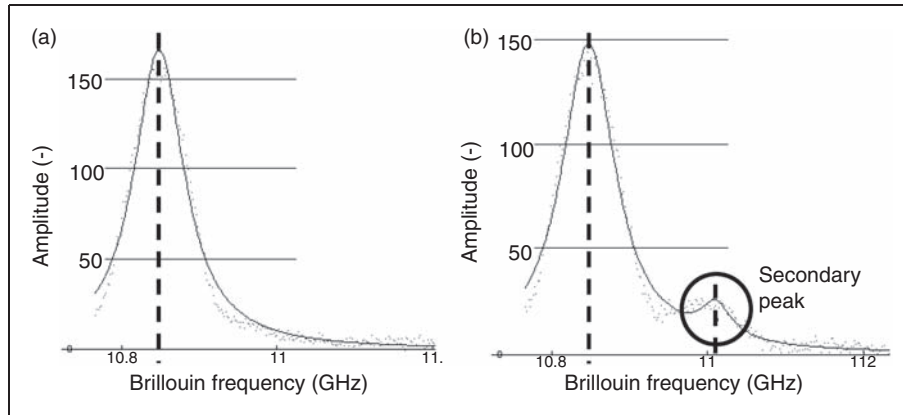 (a)
150
100
50
0
Amplitude (-)
10.8
11
11.
Brillouin frequency (GHz)
(b)
150
100
50
0
Amplitude (-)
Secondary
peak
10.8
11
112
Brillouin frequency (GHz)